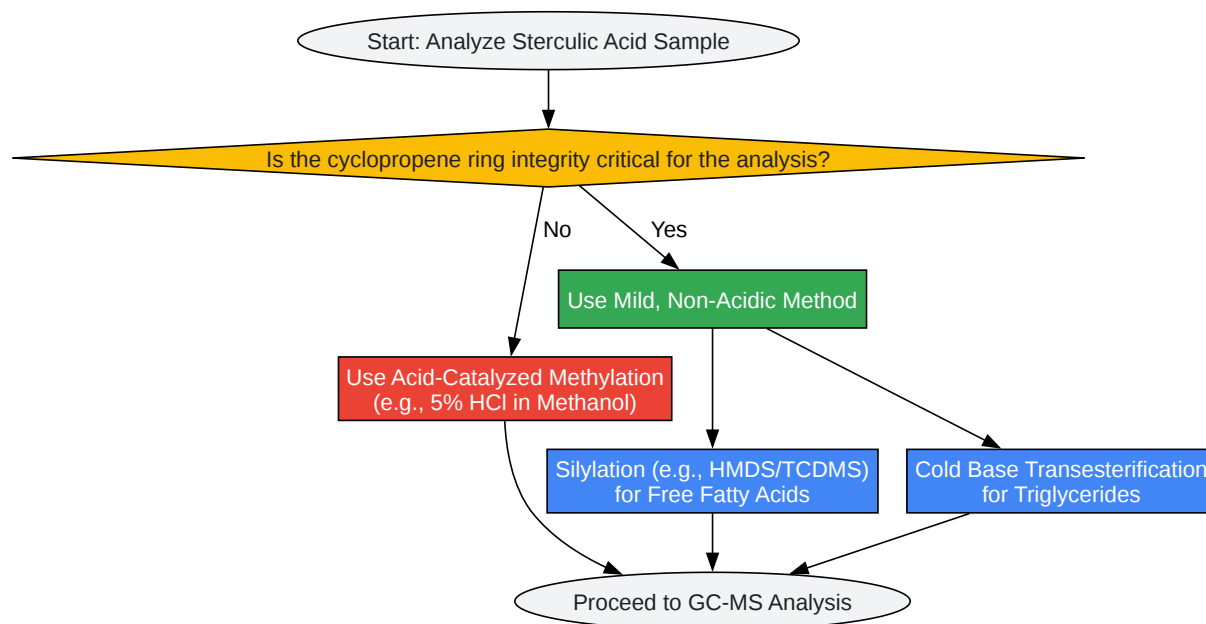 Start: Analyze Sterculic Acid Sample
Is the cyclopropene ring integrity critical for the analysis?
No
Yes
Use Mild, Non-Acidic Method
Use Acid-Catalyzed Methylation
(e.g., 5% HCl in Methanol)
Silylation (e.g., HMDS/TCDMS)
for Free Fatty Acids
Cold Base Transesterification
for Triglycerides
Proceed to GC-MS Analysis